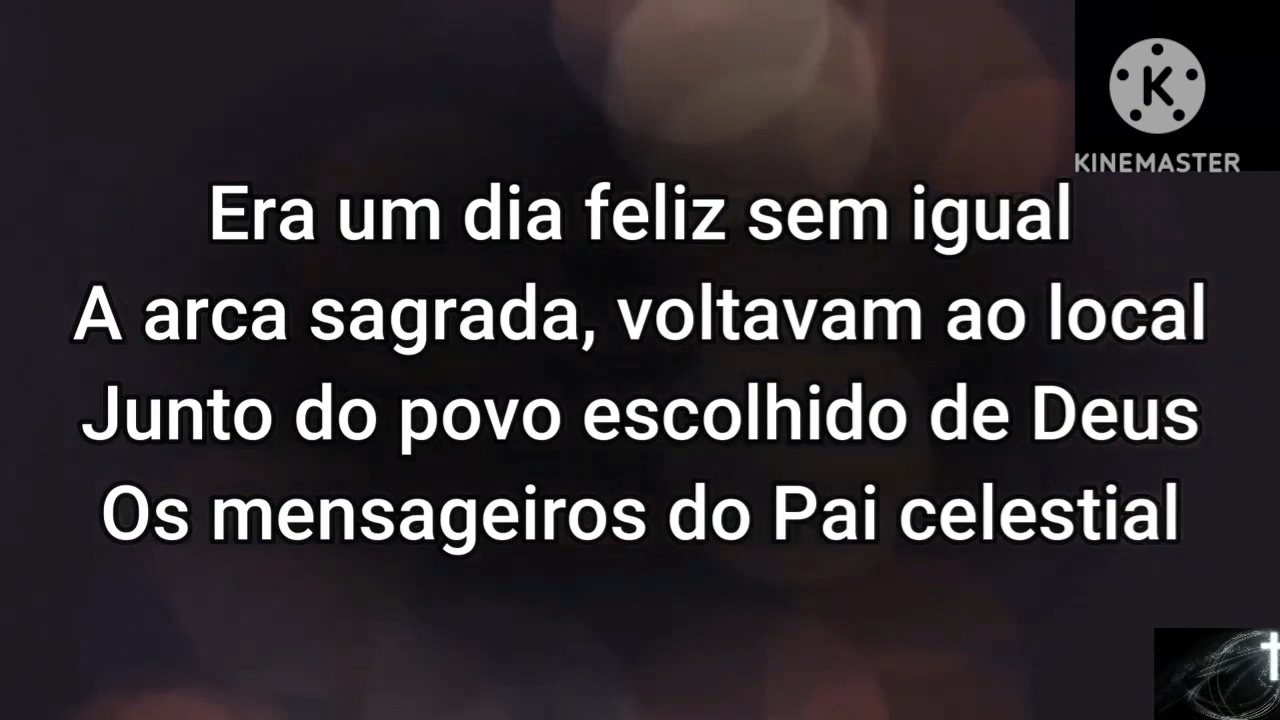 K
KINEMASTER
Era um dia feliz sem igual
A arca sagrada, voltavam ao local
Junto do povo escolhido de Deus
Os mensageiros do Pai celestial